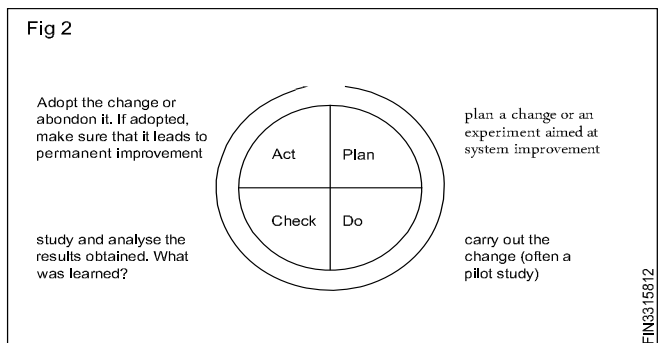 Fig 2
Adopt the change or
abondon it. If adopted,
make sure that it leads to
permanent improvement
plan a change or an
experiment aimed at
system improvement
Act
Plan
Check
Do
study and analyse the
results obtained. What
was learned?
carry out the
change (often a
pilot study)
FIN3315812